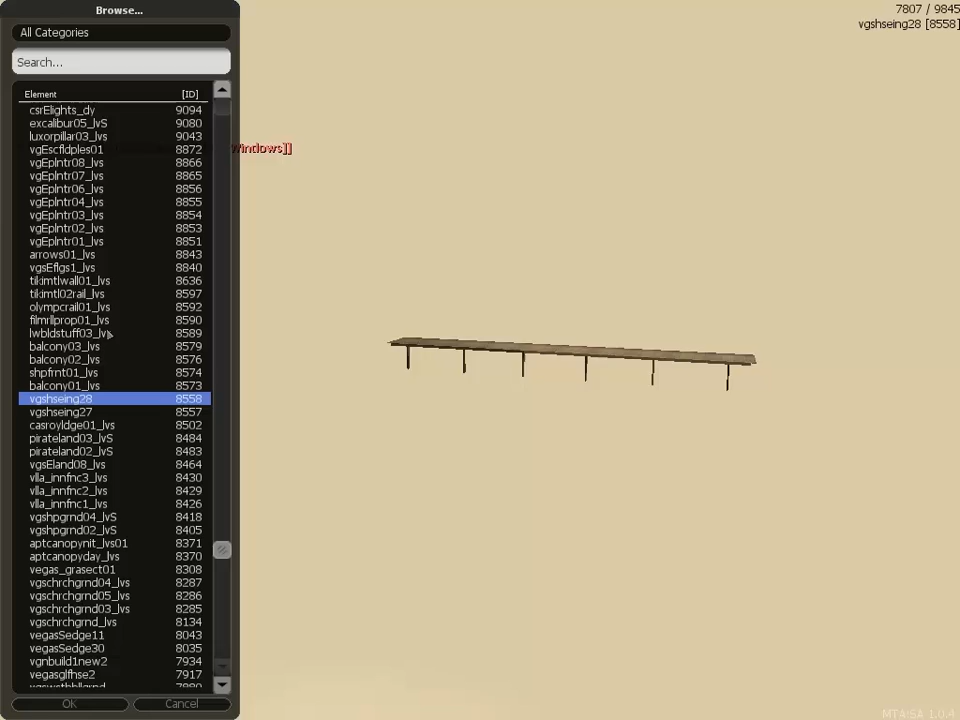 Browse...
7807 / 9845
vgshseing28 [8558]
All Categories
Search...
Element [ID]
csrElights_dy 9094
excalibur05_lvS 9080
luxorpillar03_lvs 9043
vgEscfldples01 8872
Windows]]
vgEplntr08_lvs 8866
vgEplntr07_lvs 8865
vgEplntr06_lvs 8856
vgEplntr04_lvs 8855
vgEplntr03_lvs 8854
vgEplntr02_lvs 8853
vgEplntr01_lvs 8851
arrows01_lvs 8843
vgsEflgs1_lvs 8840
tikimtlwall01_lvs 8636
tikimtl02rail_lvs 8597
olympcrail01_lvs 8592
filmrllprop01_lvs 8590
lwbldstuff03_lvs 8589
balcony03_lvs 8579
balcony02_lvs 8576
shpfrnt01_lvs 8574
balcony01_lvs 8573
vgshseing28 8558
vgshseing27 8557
casroyldge01_lvs 8502
pirateland03_lvS 8484
pirateland02_lvS 8483
vgsEland08_lvs 8464
vlla_innfnc3_lvs 8430
vlla_innfnc2_lvs 8429
vlla_innfnc1_lvs 8426
vgshpgrnd04_lvS 8418
vgshpgrnd02_lvS 8405
aptcanopynit_lvs01 8371
aptcanopyday_lvs 8370
vegas_grasect01 8308
vgschrchgrnd04_lvs 8287
vgschrchgrnd05_lvs 8286
vgschrchgrnd03_lvs 8285
vgschrchgrnd_lvs 8134
vegasSedge11 8043
vegasSedge30 8035
vgnbuild1new2 7934
vegasglfhse2 7917
OK Cancel
MTA:SA 1.0.4